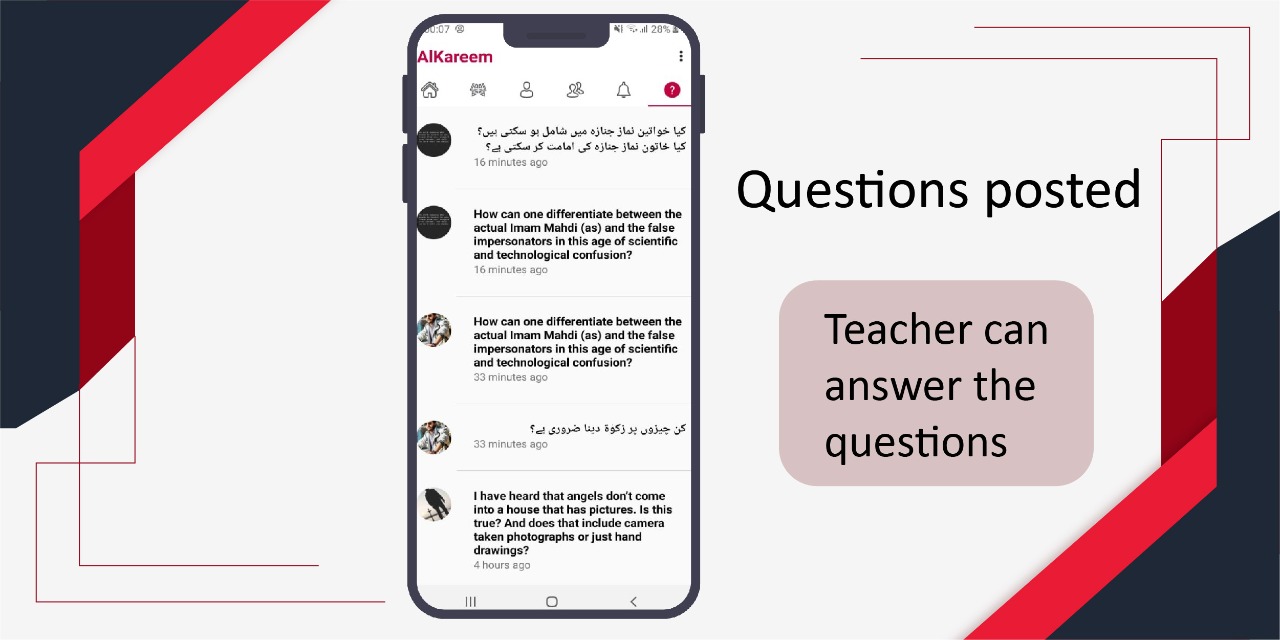 00:07
28%
AlKareem
?
کیا خواتین نماز جنازہ میں شامل ہو سکتی ہیں؟
کیا خاتون نماز جنازہ کی امامت کر سکتی ہے؟
16 minutes ago
How can one differentiate between the
actual Imam Mahdi (as) and the false
impersonators in this age of scientific
and technological confusion?
16 minutes ago
How can one differentiate between the
actual Imam Mahdi (as) and the false
impersonators in this age of scientific
and technological confusion?
33 minutes ago
کن چیزوں پر زکوۃ دینا ضروری ہے؟
33 minutes ago
I have heard that angels don't come
into a house that has pictures. Is this
true? And does that include camera
taken photographs or just hand
drawings?
4 hours ago
Questions posted
Teacher can
answer the
questions